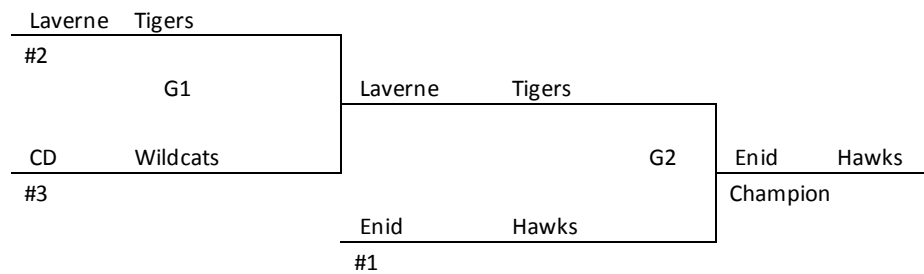 Laverne Tigers
#2
G1
Laverne Tigers
CD Wildcats
G2
Enid Hawks
#3
Champion
Enid Hawks
#1